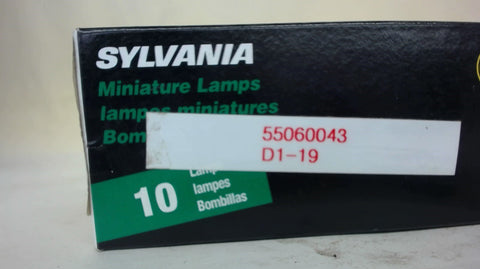 SYLVANIA
Miniature Lamps
lampes miniatures
55060043
D1-19
10
lampes
Bombillas